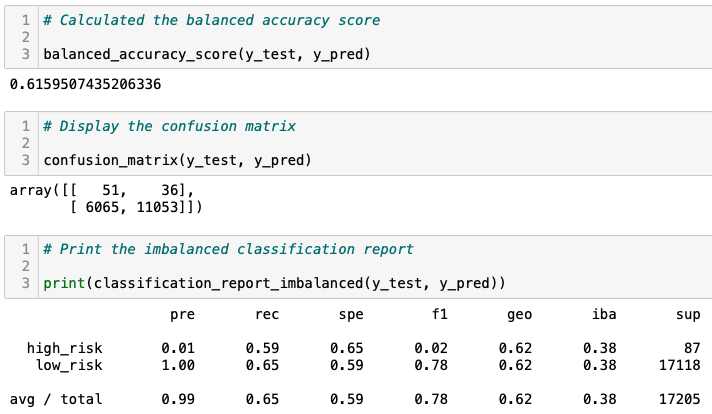 1 # Calculated the balanced accuracy score
2
3 balanced_accuracy_score(y_test, y_pred)
0.6159507435206336
1 # Display the confusion matrix
2
3 confusion_matrix(y_test, y_pred)
array([[   51,    36],
       [ 6065, 11053]])
1 # Print the imbalanced classification report
2
3 print(classification_report_imbalanced(y_test, y_pred))
                   pre       rec       spe        f1       geo       iba       sup
  high_risk       0.01      0.59      0.65      0.02      0.62      0.38        87
   low_risk       1.00      0.65      0.59      0.78      0.62      0.38     17118
avg / total       0.99      0.65      0.59      0.78      0.62      0.38     17205